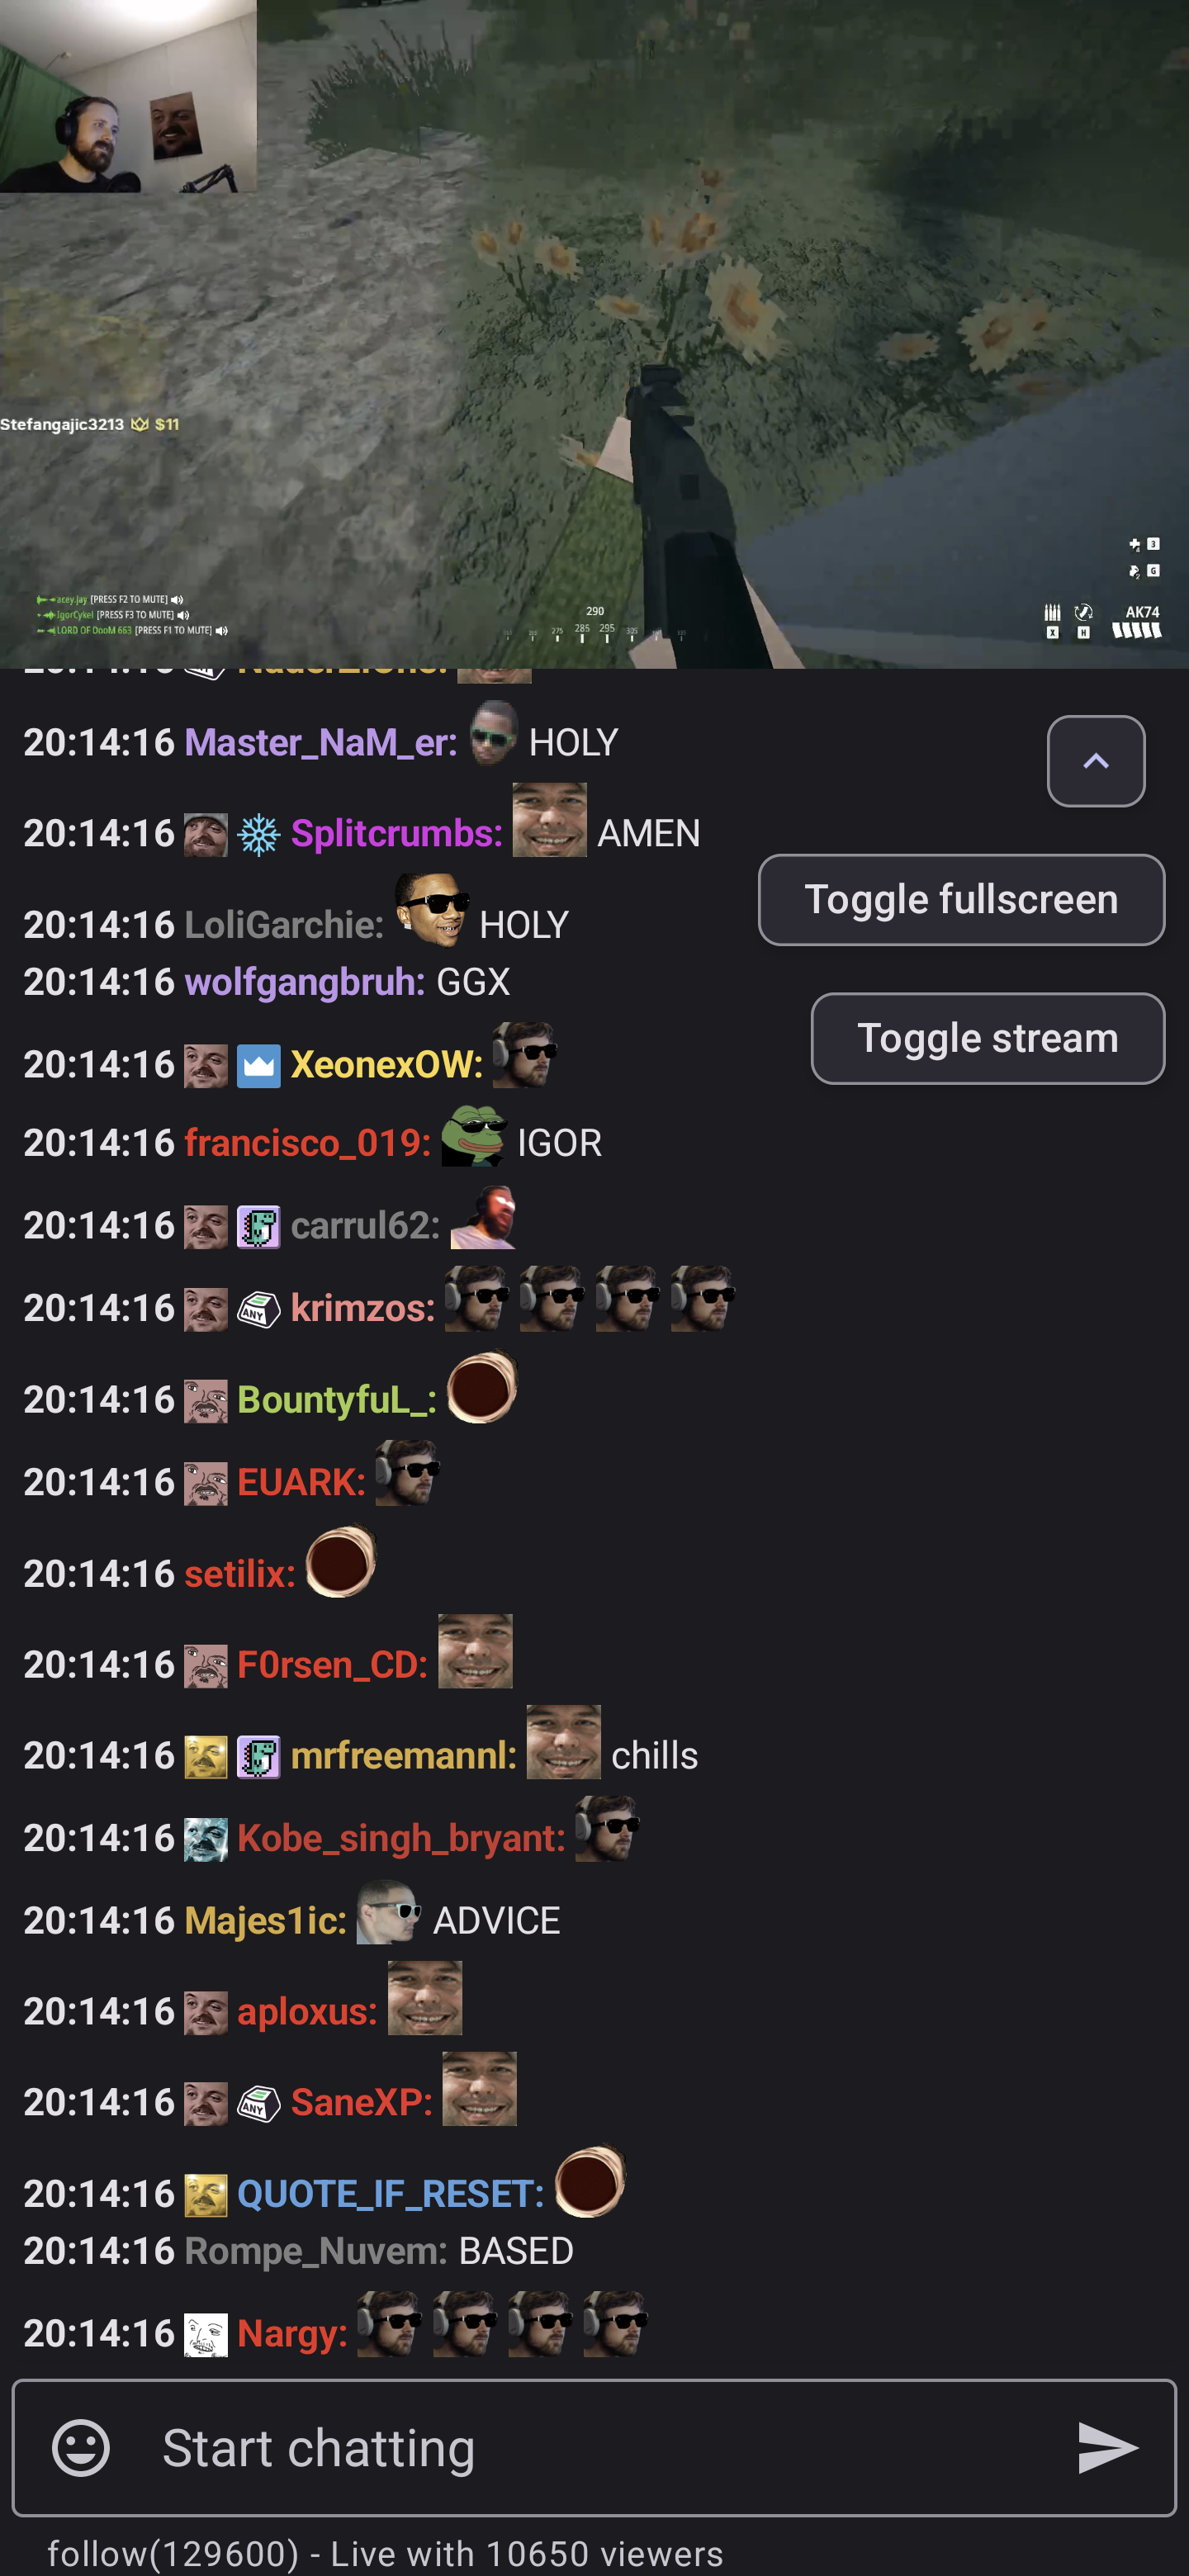 Stefangajic3213 $11
acey.jay [PRESS F2 TO MUTE]
IgorCykel [PRESS F3 TO MUTE]
LORD OF DooM 663 [PRESS F1 TO MUTE]
290
275 285 295 305
3
G
AK74
X H
20:14:16
20:14:16 Master_NaM_er: HOLY
20:14:16 Splitcrumbs: AMEN
Toggle fullscreen
20:14:16 LoliGarchie: HOLY
20:14:16 wolfgangbruh: GGX
Toggle stream
20:14:16 XeonexOW:
20:14:16 francisco_019: IGOR
20:14:16 carrul62:
20:14:16 ANY krimzos:
20:14:16 BountyfuL_:
20:14:16 EUARK:
20:14:16 setilix:
20:14:16 F0rsen_CD:
20:14:16 mrfreemannl: chills
20:14:16 Kobe_singh_bryant:
20:14:16 Majes1ic: ADVICE
20:14:16 aploxus:
20:14:16 ANY SaneXP:
20:14:16 QUOTE_IF_RESET:
20:14:16 Rompe_Nuvem: BASED
20:14:16 Nargy:
Start chatting
follow(129600) - Live with 10650 viewers